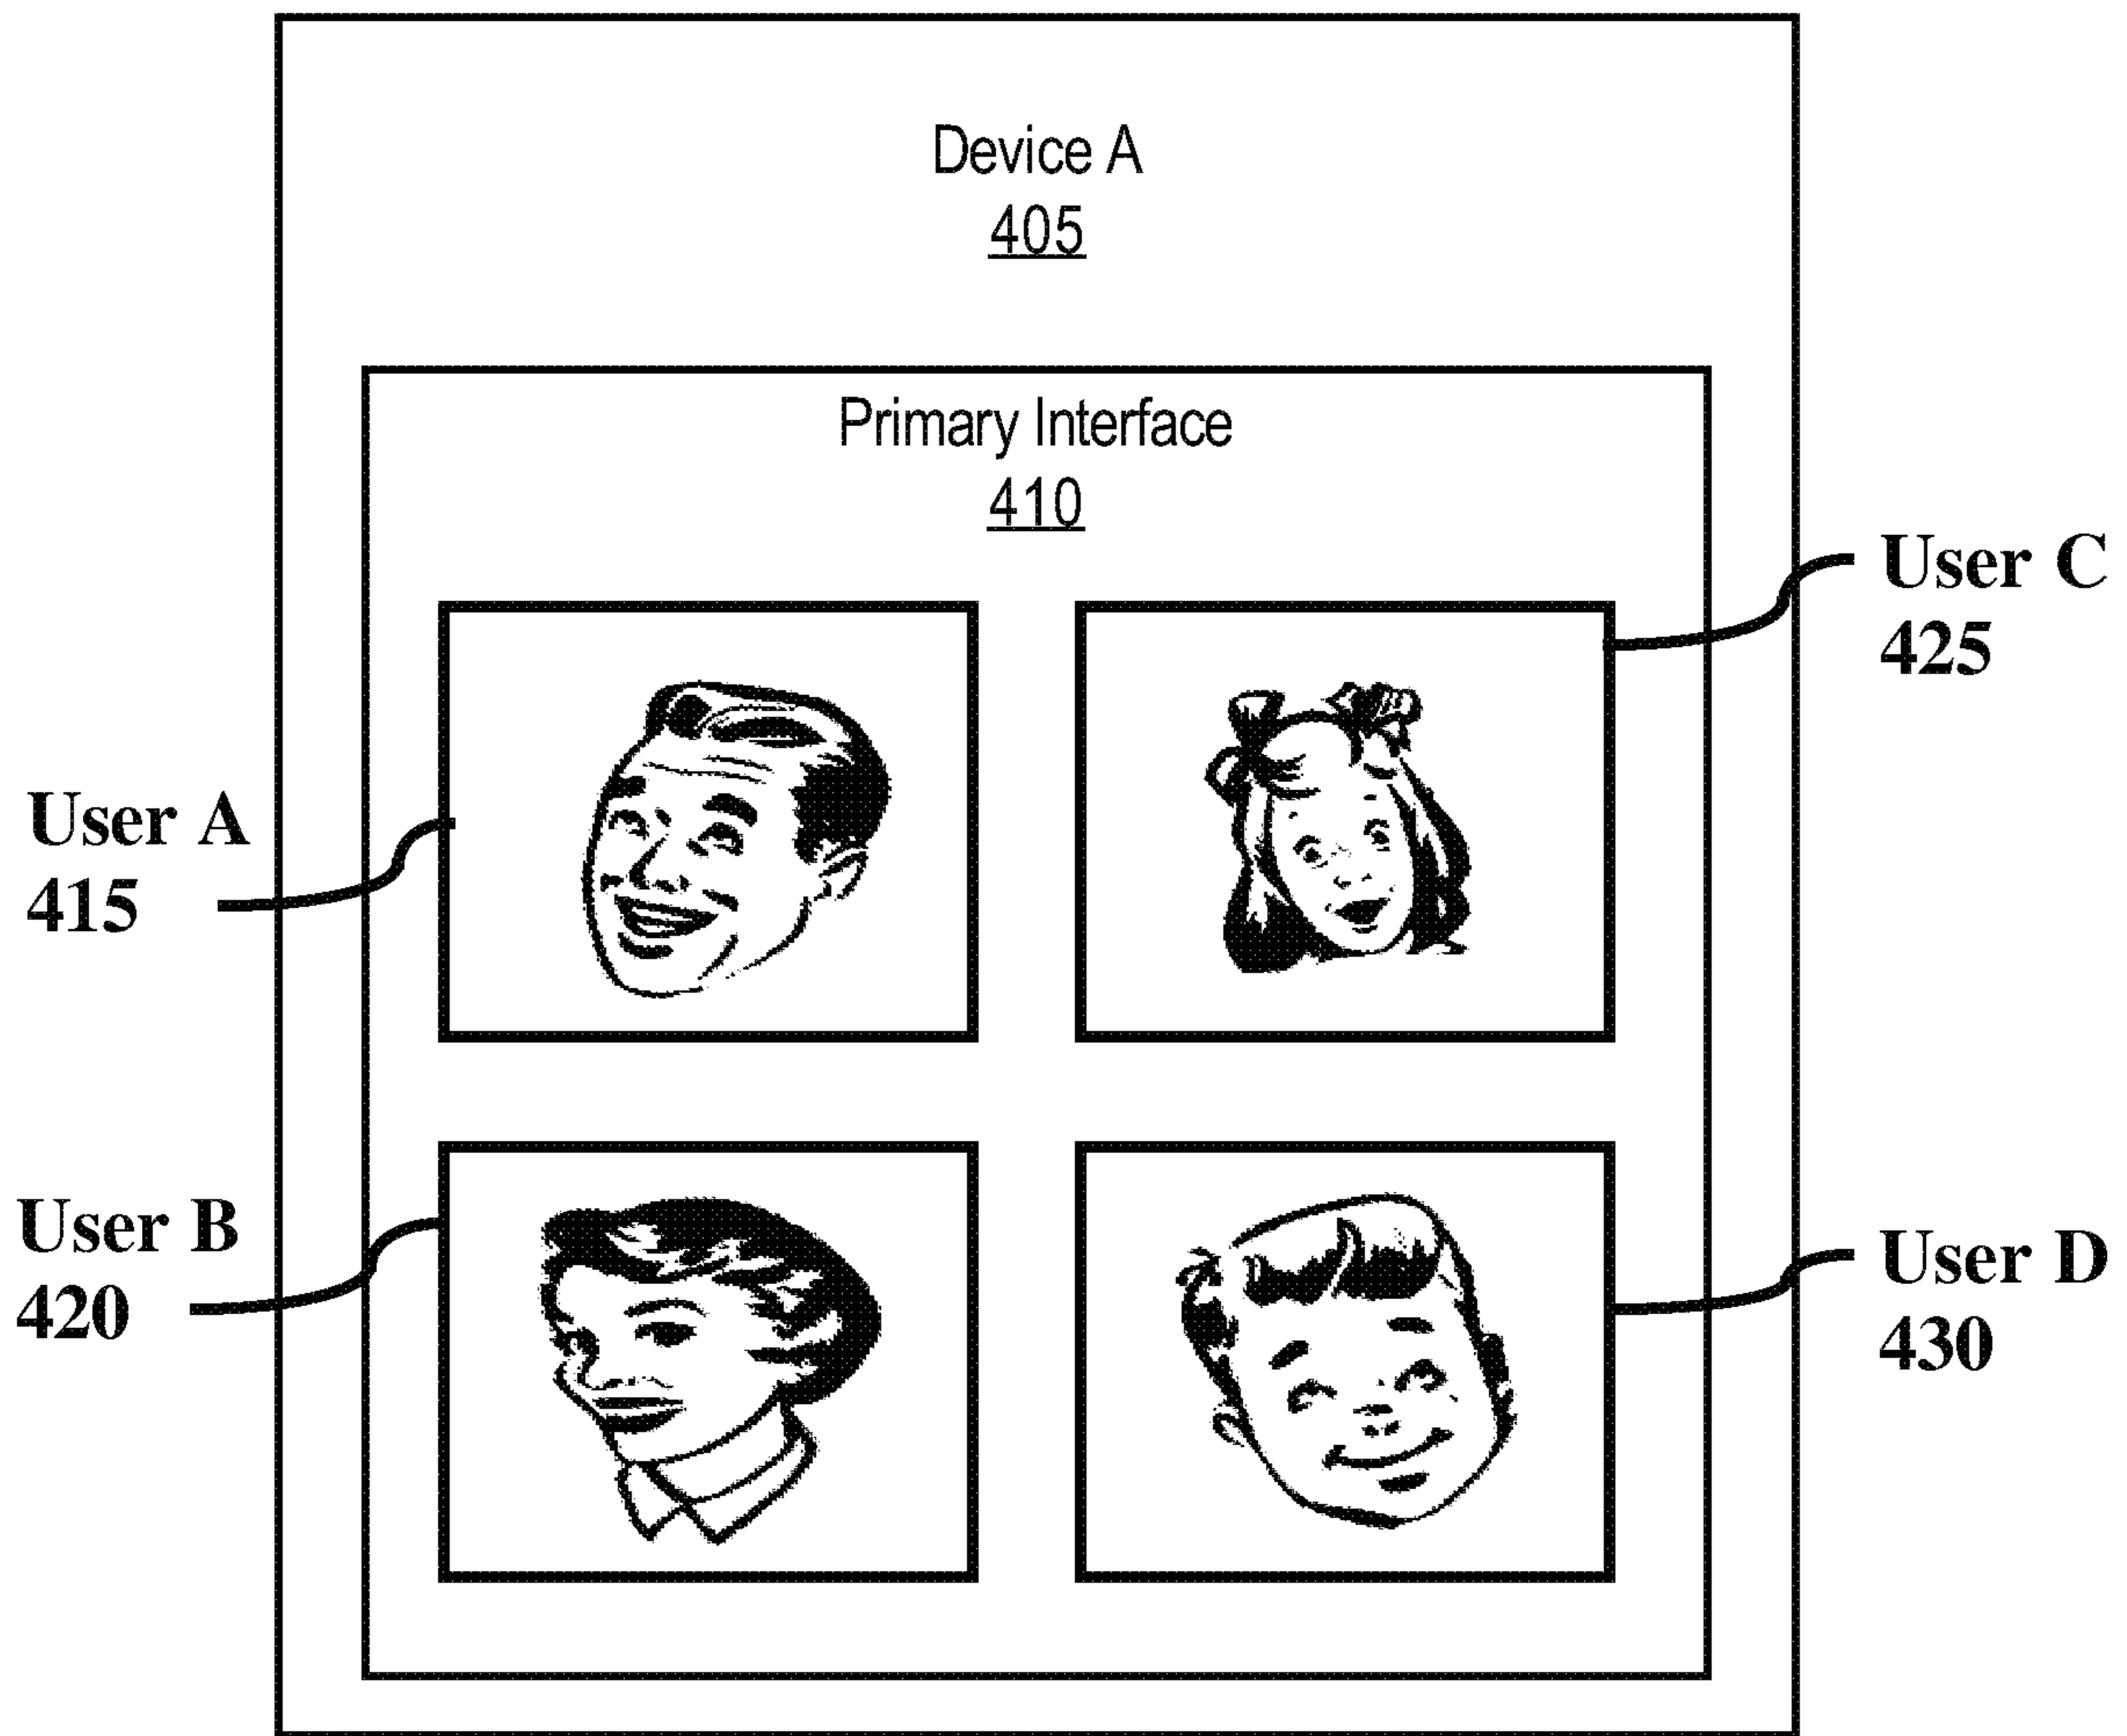 Device A
405
Primary Interface
410
User C
425
User A
415
User B
420
User D
430